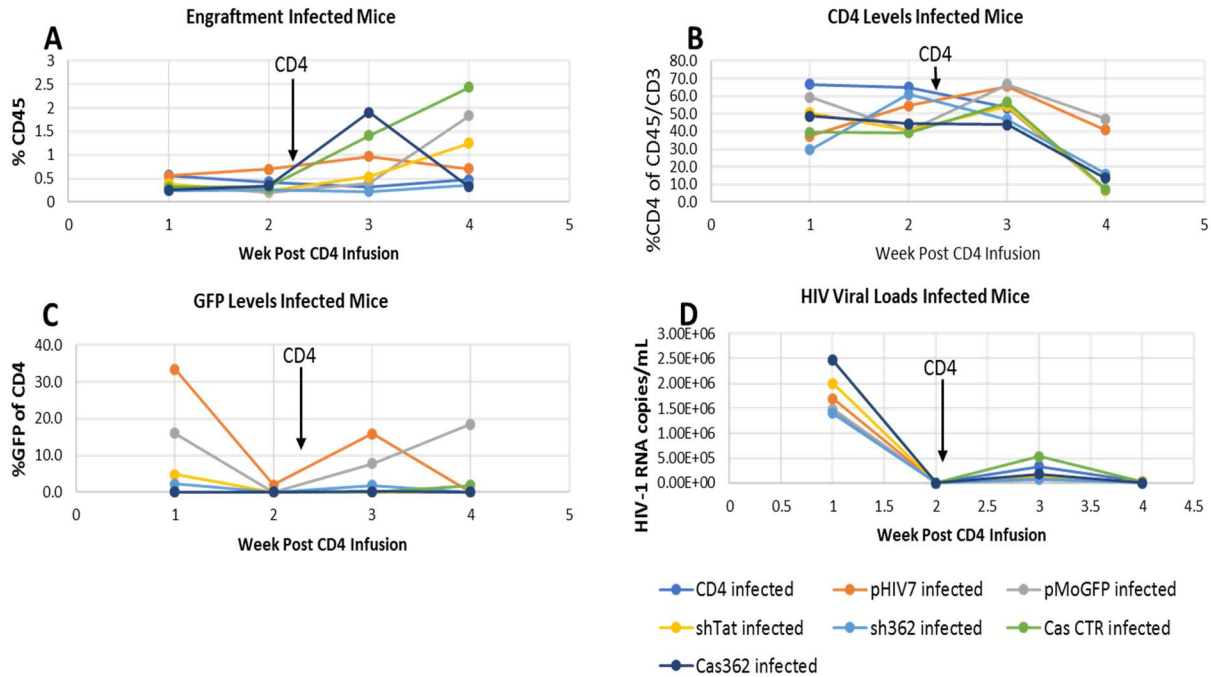 Engraftment Infected Mice
A
CD4
3
2.5
2
1.5
1
0.5
0
% CD45
0 1 2 3 4 5
Wek Post CD4 Infusion
CD4 Levels Infected Mice
B
CD4
80.0
70.0
60.0
50.0
40.0
30.0
20.0
10.0
0.0
%CD4 of CD45/CD3
0 1 2 3 4 5
Week Post CD4 Infusion
GFP Levels Infected Mice
C
CD4
40.0
30.0
20.0
10.0
0.0
%GFP of CD4
0 1 2 3 4 5
Week Post CD4 Infusion
HIV Viral Loads Infected Mice
D
CD4
3.00E+06
2.50E+06
2.00E+06
1.50E+06
1.00E+06
5.00E+05
0.00E+00
HIV-1 RNA copies/mL
0 0.5 1 1.5 2 2.5 3 3.5 4 4.5
Week Post CD4 Infusion
CD4 infected pHIV7 infected pMoGFP infected
shTat infected sh362 infected Cas CTR infected
Cas362 infected